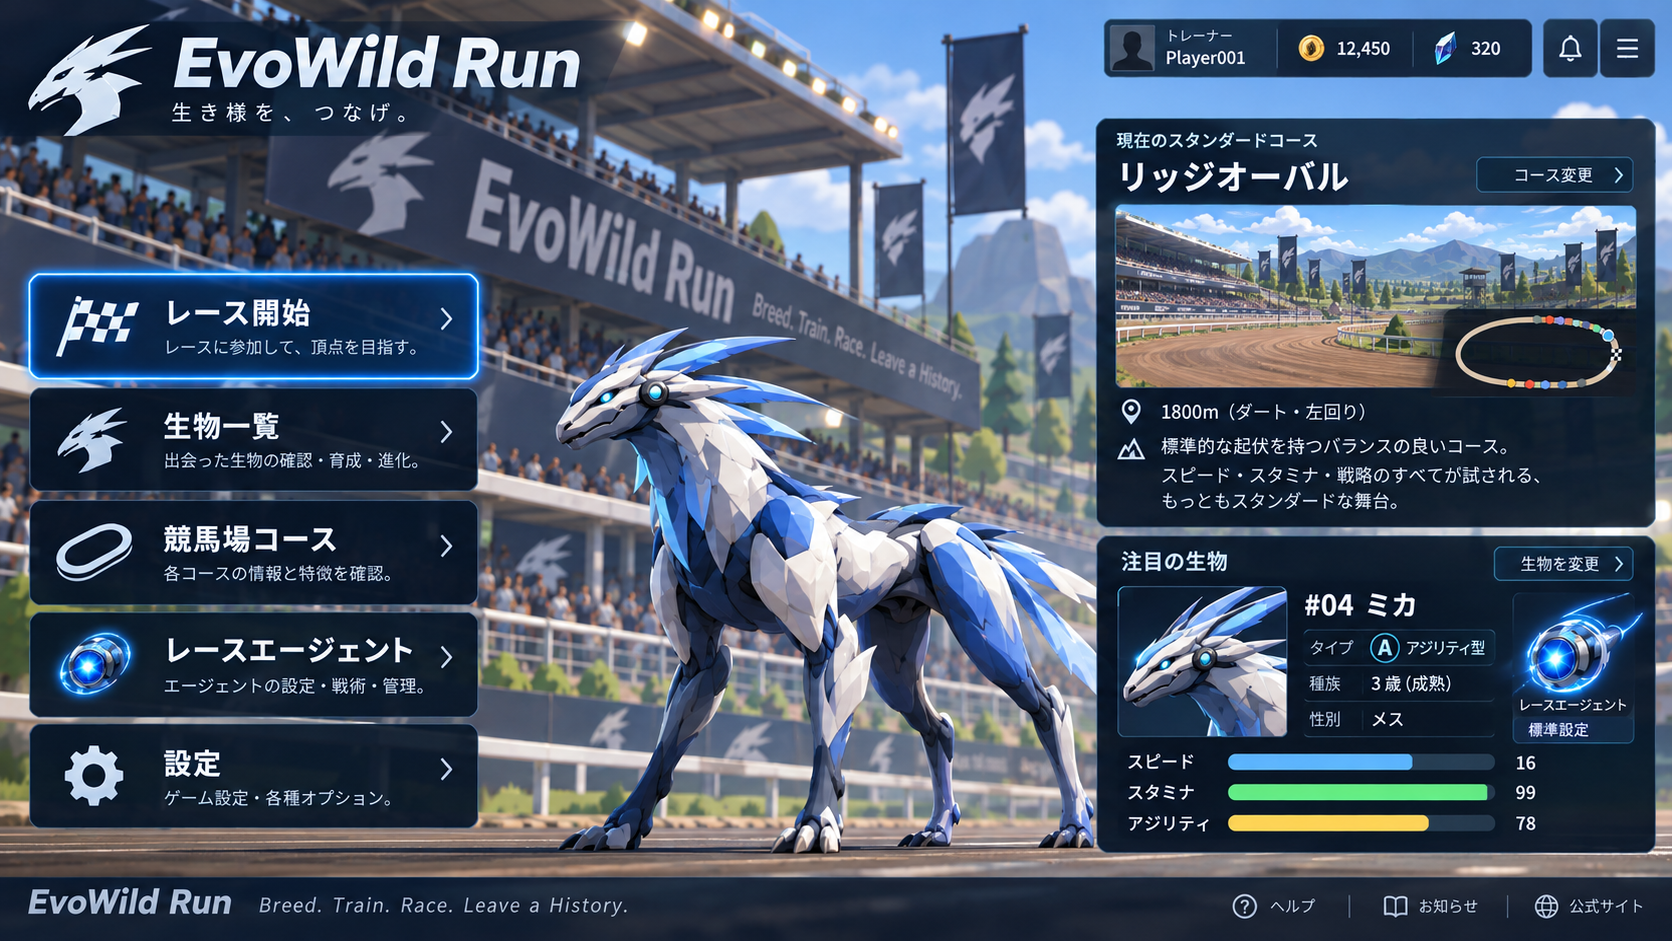 EvoWild Run
生き様を、つなげ。
トレーナー
Player001
12,450
320
EvoWild Run
Breed. Train. Race. Leave a History.
現在のスタンダードコース
リッジオーバル
コース変更
1800m（ダート・左回り）
標準的な起伏を持つバランスの良いコース。
スピード・スタミナ・戦略のすべてが試される、
もっともスタンダードな舞台。
レース開始
レースに参加して、頂点を目指す。
生物一覧
出会った生物の確認・育成・進化。
競馬場コース
各コースの情報と特徴を確認。
レースエージェント
エージェントの設定・戦術・管理。
設定
ゲーム設定・各種オプション。
注目の生物
生物を変更
#04 ミカ
タイプ A アジリティ型
種族 3歳（成熟）
性別 メス
レースエージェント
標準設定
スピード 16
スタミナ 99
アジリティ 78
EvoWild Run
Breed. Train. Race. Leave a History.
ヘルプ
お知らせ
公式サイト